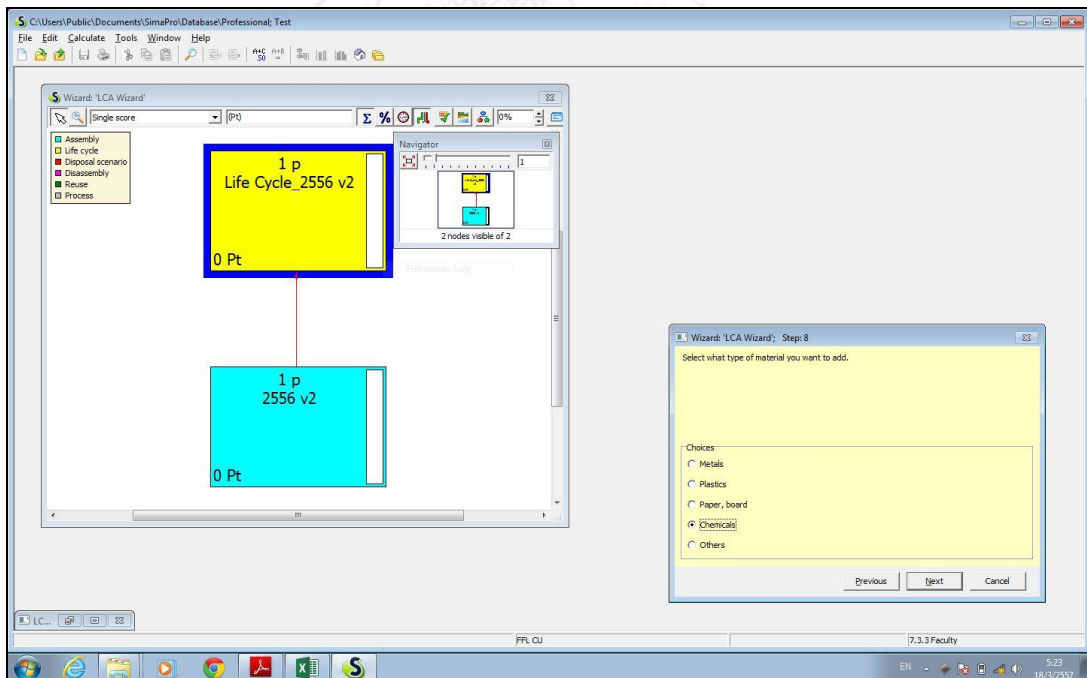 C:\Users\Public\Documents\SimaPro\Database\Professional; Test
File Edit Calculate Tools Window Help
Wizard: 'LCA Wizard'
Single score
(Pt)
Σ % 0%
Assembly
Life cycle
Disposal scenario
Disassembly
Reuse
Process
1 p
Life Cycle_2556 v2
0 Pt
Navigator
1
2 nodes visible of 2
Full-screen Snip
1 p
2556 v2
0 Pt
Wizard: 'LCA Wizard'; Step: 8
Select what type of material you want to add.
Choices
Metals
Plastics
Paper, board
Chemicals
Others
Previous Next Cancel
LC...
FFL CU
7.3.3 Faculty
EN
5:23
18/3/2557